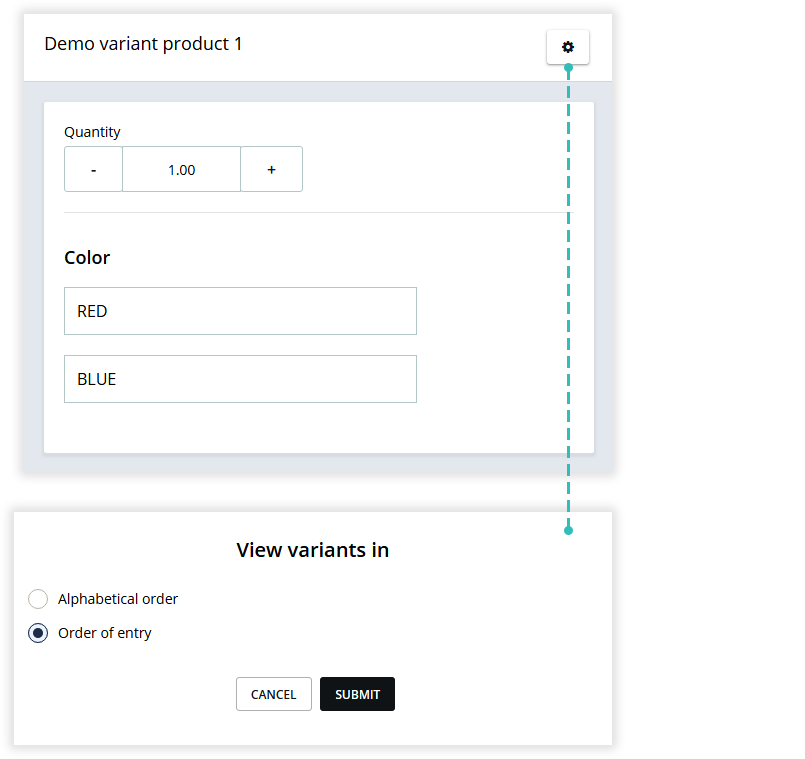 Demo variant product 1
Quantity
- 1.00 +
Color
RED
BLUE
View variants in
Alphabetical order
Order of entry
CANCEL SUBMIT